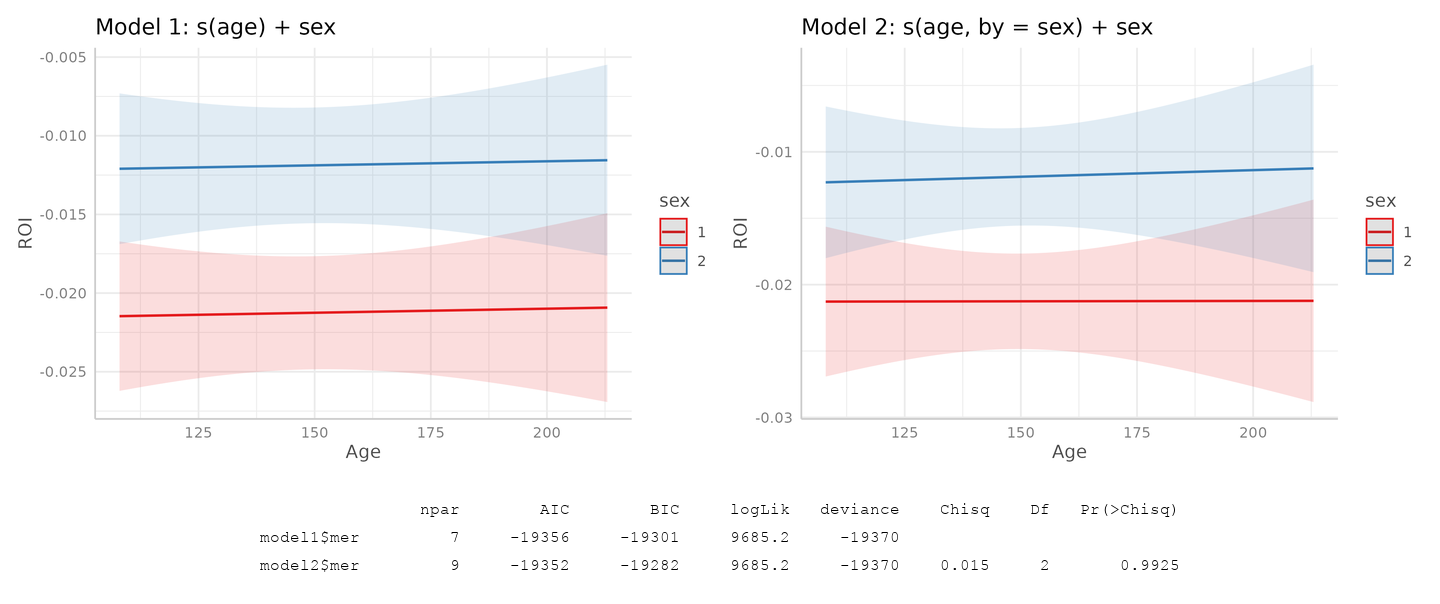 Model 1: s(age) + sex
-0.005
-0.010
-0.015
-0.020
-0.025
ROI
125 150 175 200
Age
sex
1
2
Model 2: s(age, by = sex) + sex
-0.01
-0.02
-0.03
ROI
125 150 175 200
Age
sex
1
2
npar AIC BIC logLik deviance Chisq Df Pr(>Chisq)
model1$mer 7 -19356 -19301 9685.2 -19370
model2$mer 9 -19352 -19282 9685.2 -19370 0.015 2 0.9925